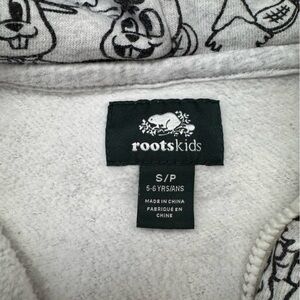 rootskids
S/P
5-6 YRS/ANS
MADE IN CHINA
FABRIQUÉ EN
CHINE